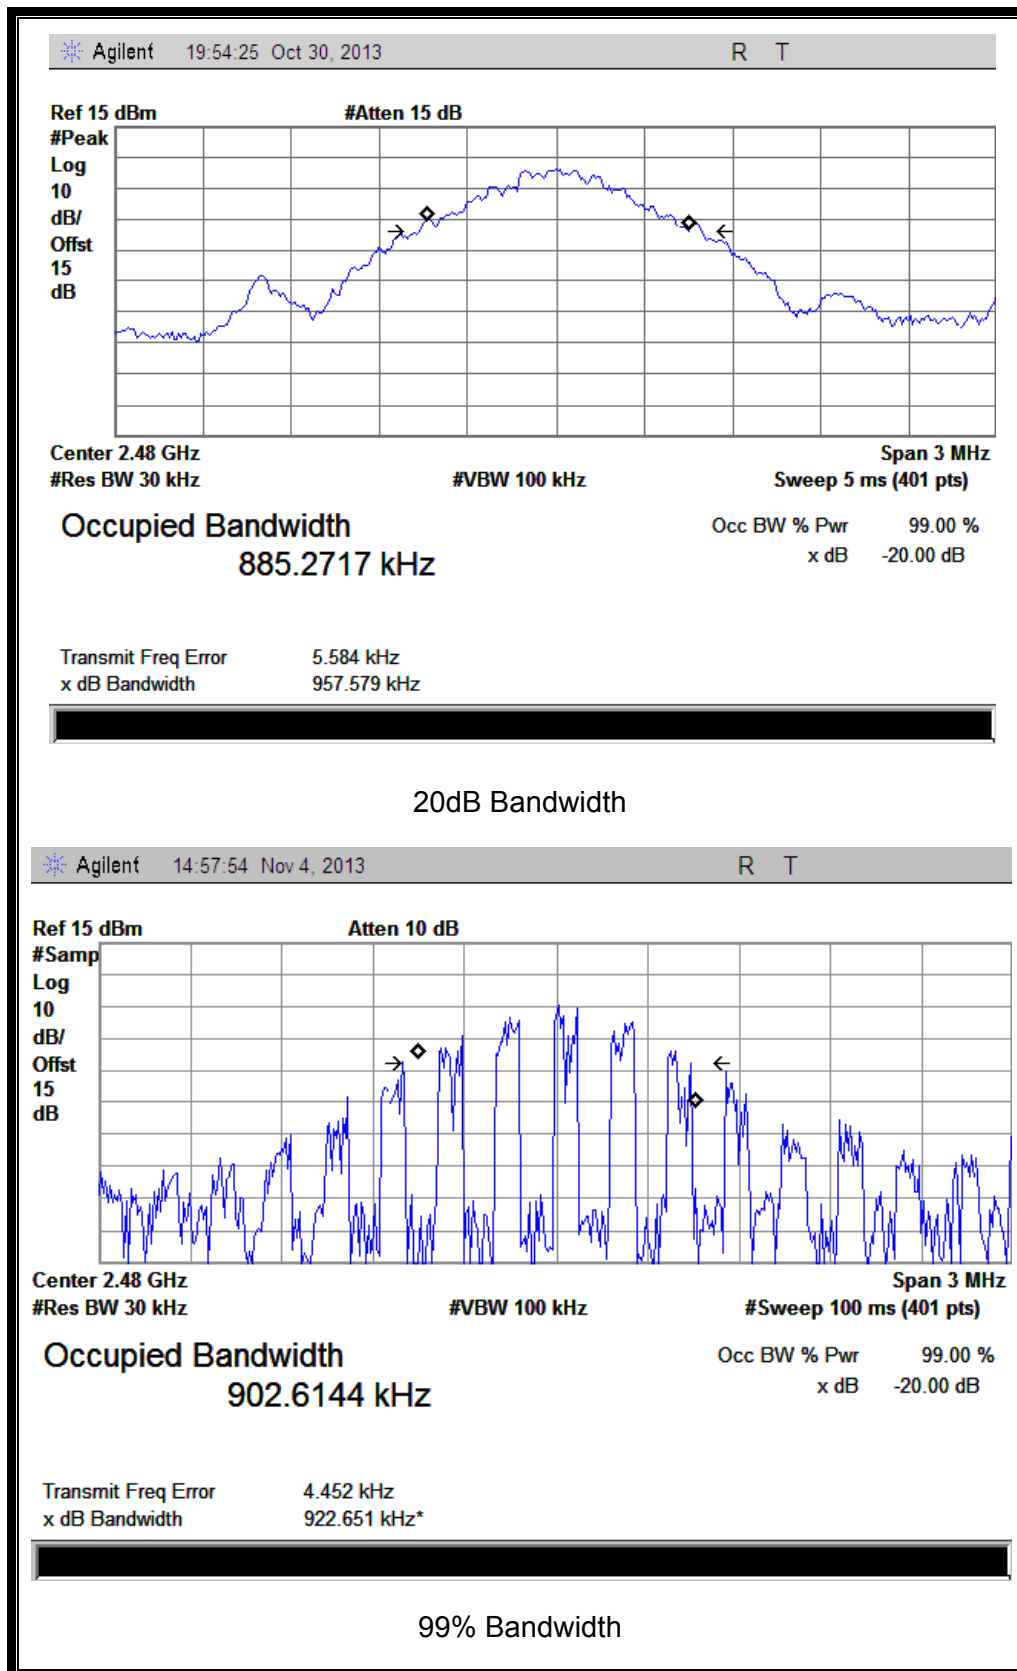 Agilent 19:54:25 Oct 30, 2013 R T
Ref 15 dBm #Atten 15 dB
#Peak
Log
10
dB/
Offst
15
dB
Center 2.48 GHz Span 3 MHz
#Res BW 30 kHz #VBW 100 kHz Sweep 5 ms (401 pts)
Occupied Bandwidth Occ BW % Pwr 99.00 %
885.2717 kHz x dB -20.00 dB
Transmit Freq Error 5.584 kHz
x dB Bandwidth 957.579 kHz
20dB Bandwidth
Agilent 14:57:54 Nov 4, 2013 R T
Ref 15 dBm Atten 10 dB
#Samp
Log
10
dB/
Offst
15
dB
Center 2.48 GHz Span 3 MHz
#Res BW 30 kHz #VBW 100 kHz #Sweep 100 ms (401 pts)
Occupied Bandwidth Occ BW % Pwr 99.00 %
902.6144 kHz x dB -20.00 dB
Transmit Freq Error 4.452 kHz
x dB Bandwidth 922.651 kHz*
99% Bandwidth